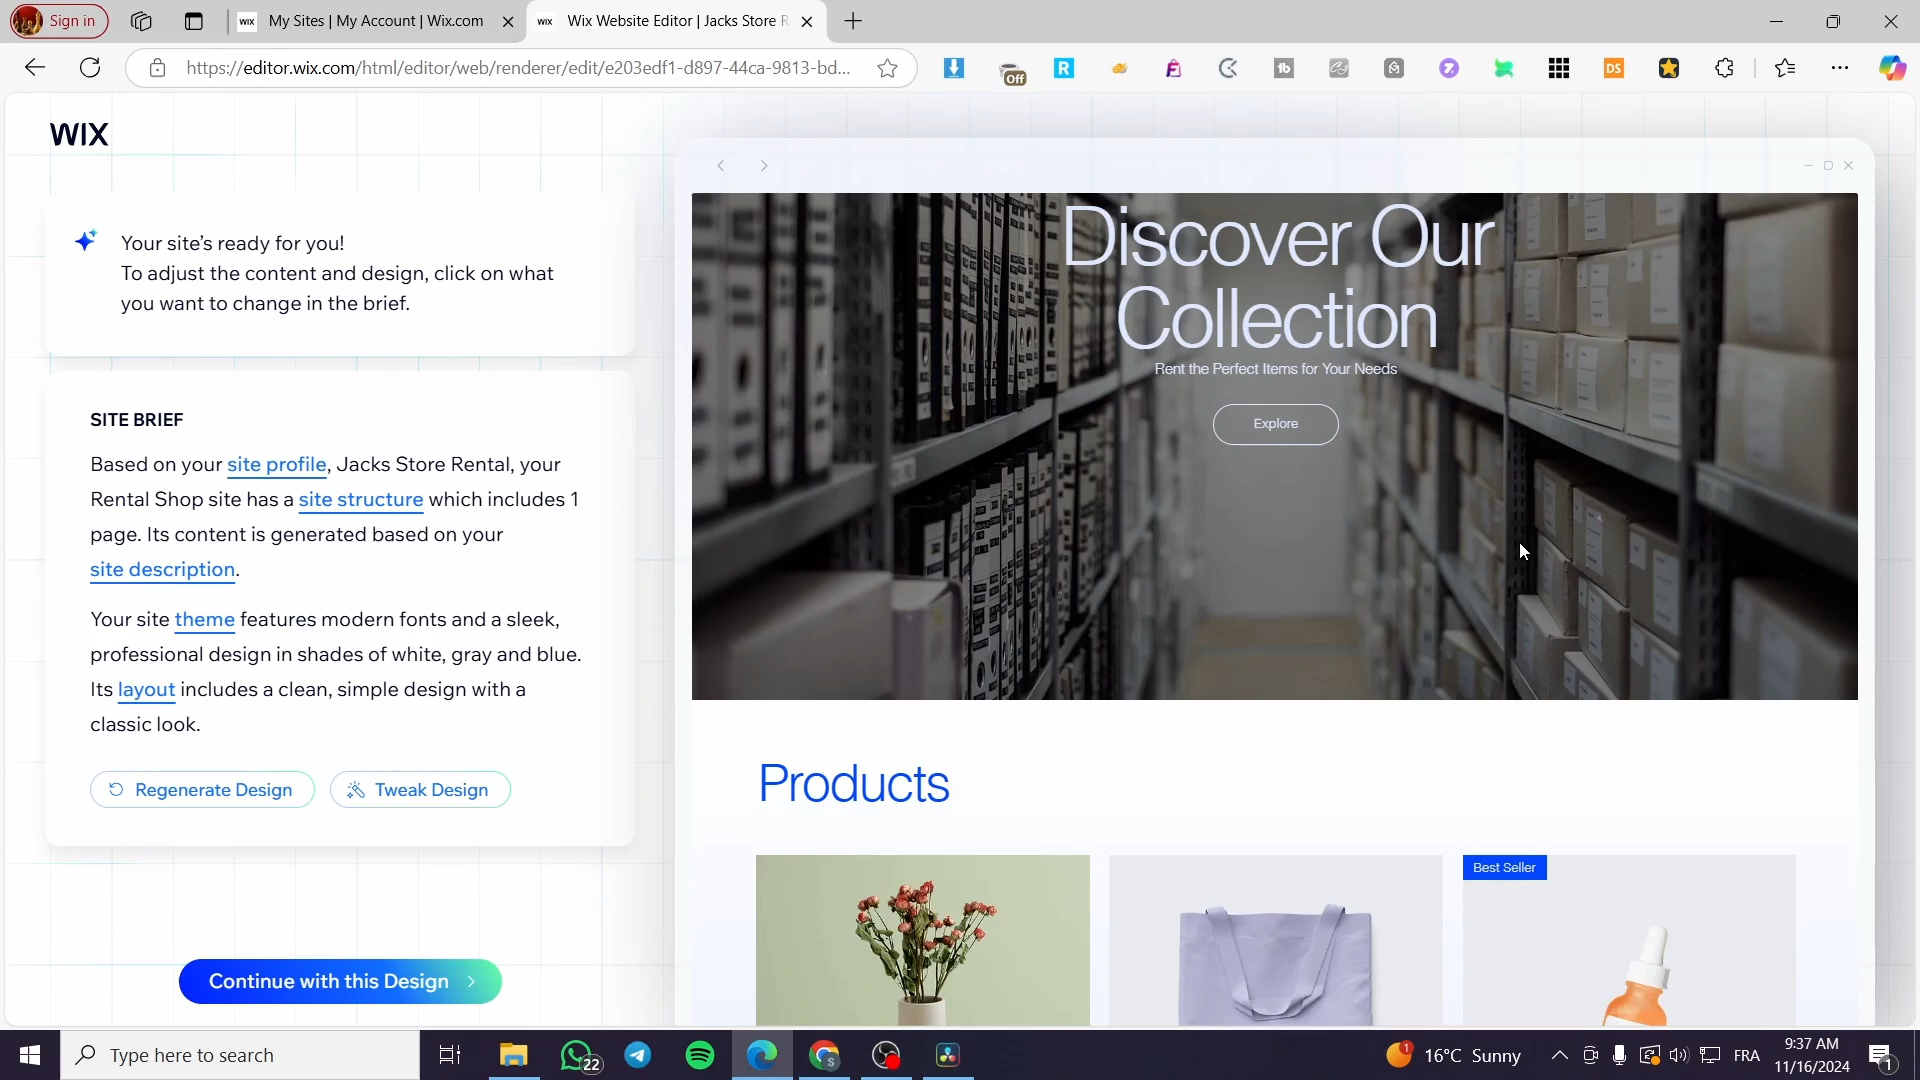 Sign in
WIX
My Sites | My Account | Wix.com
WIX
Wix Website Editor | Jacks Store R
https://editor.wix.com/html/editor/web/renderer/edit/e203edf1-d897-44ca-9813-bd...
Off
R
tb
DS
WIX
Your site's ready for you!
To adjust the content and design, click on what
you want to change in the brief.
SITE BRIEF
Based on your site profile, Jacks Store Rental, your
Rental Shop site has a site structure which includes 1
page. Its content is generated based on your
site description.
Your site theme features modern fonts and a sleek,
professional design in shades of white, gray and blue.
Its layout includes a clean, simple design with a
classic look.
Regenerate Design
Tweak Design
Continue with this Design
Discover Our
Collection
Rent the Perfect Items for Your Needs
Explore
Products
Best Seller
Type here to search
22
S
1
16°C Sunny
FRA
9:37 AM
11/16/2024
1